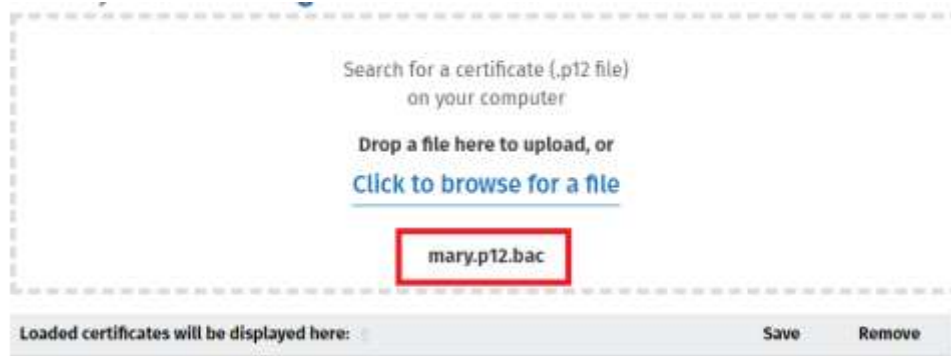 Search for a certificate (.p12 file)
on your computer
Drop a file here to upload, or
Click to browse for a file
mary.p12.bac
Loaded certificates will be displayed here: Save Remove